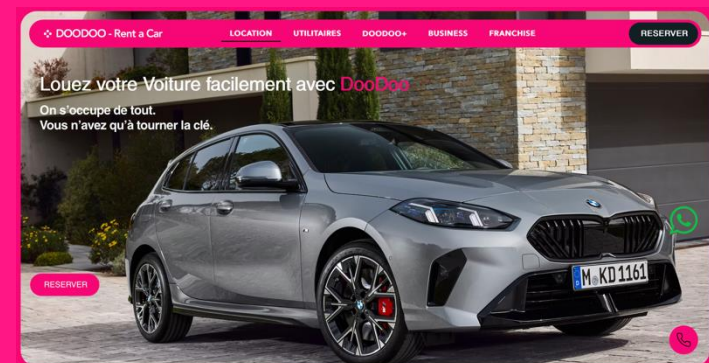 DOODOO - Rent a Car
LOCATION
UTILITAIRES
DOODOO+
BUSINESS
FRANCHISE
RESERVER
Louez votre Voiture facilement avec DooDoo
On s'occupe de tout.
Vous n'avez qu'à tourner la clé.
M KD 1161
RESERVER